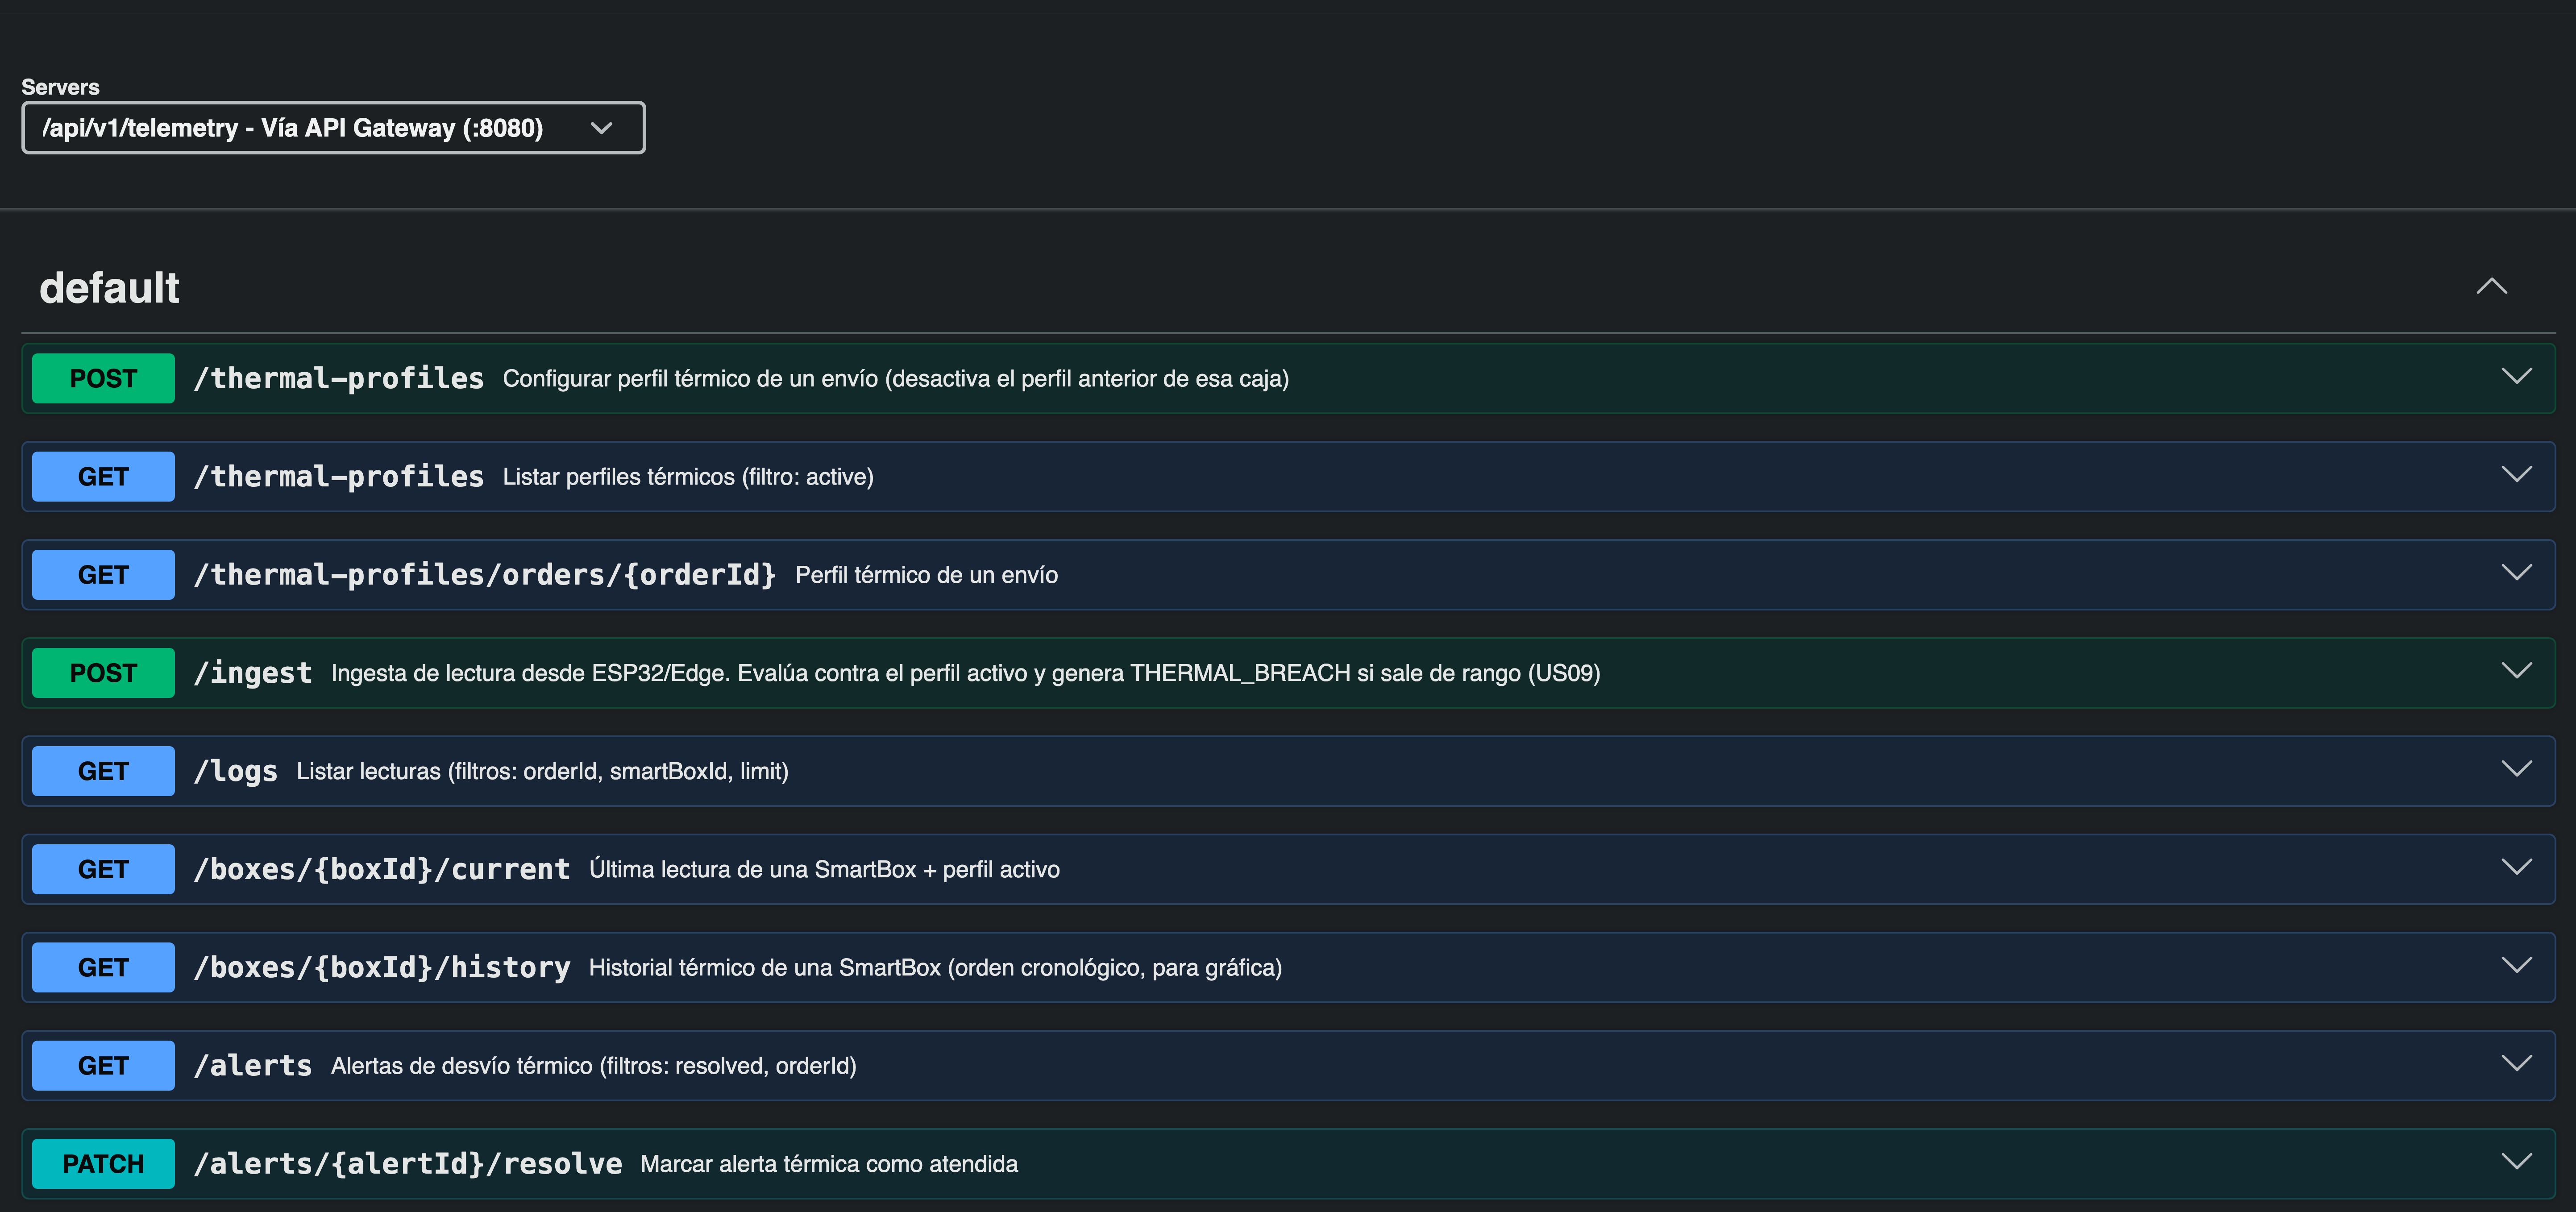 Servers
/api/v1/telemetry - Vía API Gateway (:8080)
default
POST /thermal-profiles Configurar perfil térmico de un envío (desactiva el perfil anterior de esa caja)
GET /thermal-profiles Listar perfiles térmicos (filtro: active)
GET /thermal-profiles/orders/{orderId} Perfil térmico de un envío
POST /ingest Ingesta de lectura desde ESP32/Edge. Evalúa contra el perfil activo y genera THERMAL_BREACH si sale de rango (US09)
GET /logs Listar lecturas (filtros: orderId, smartBoxId, limit)
GET /boxes/{boxId}/current Última lectura de una SmartBox + perfil activo
GET /boxes/{boxId}/history Historial térmico de una SmartBox (orden cronológico, para gráfica)
GET /alerts Alertas de desvío térmico (filtros: resolved, orderId)
PATCH /alerts/{alertId}/resolve Marcar alerta térmica como atendida